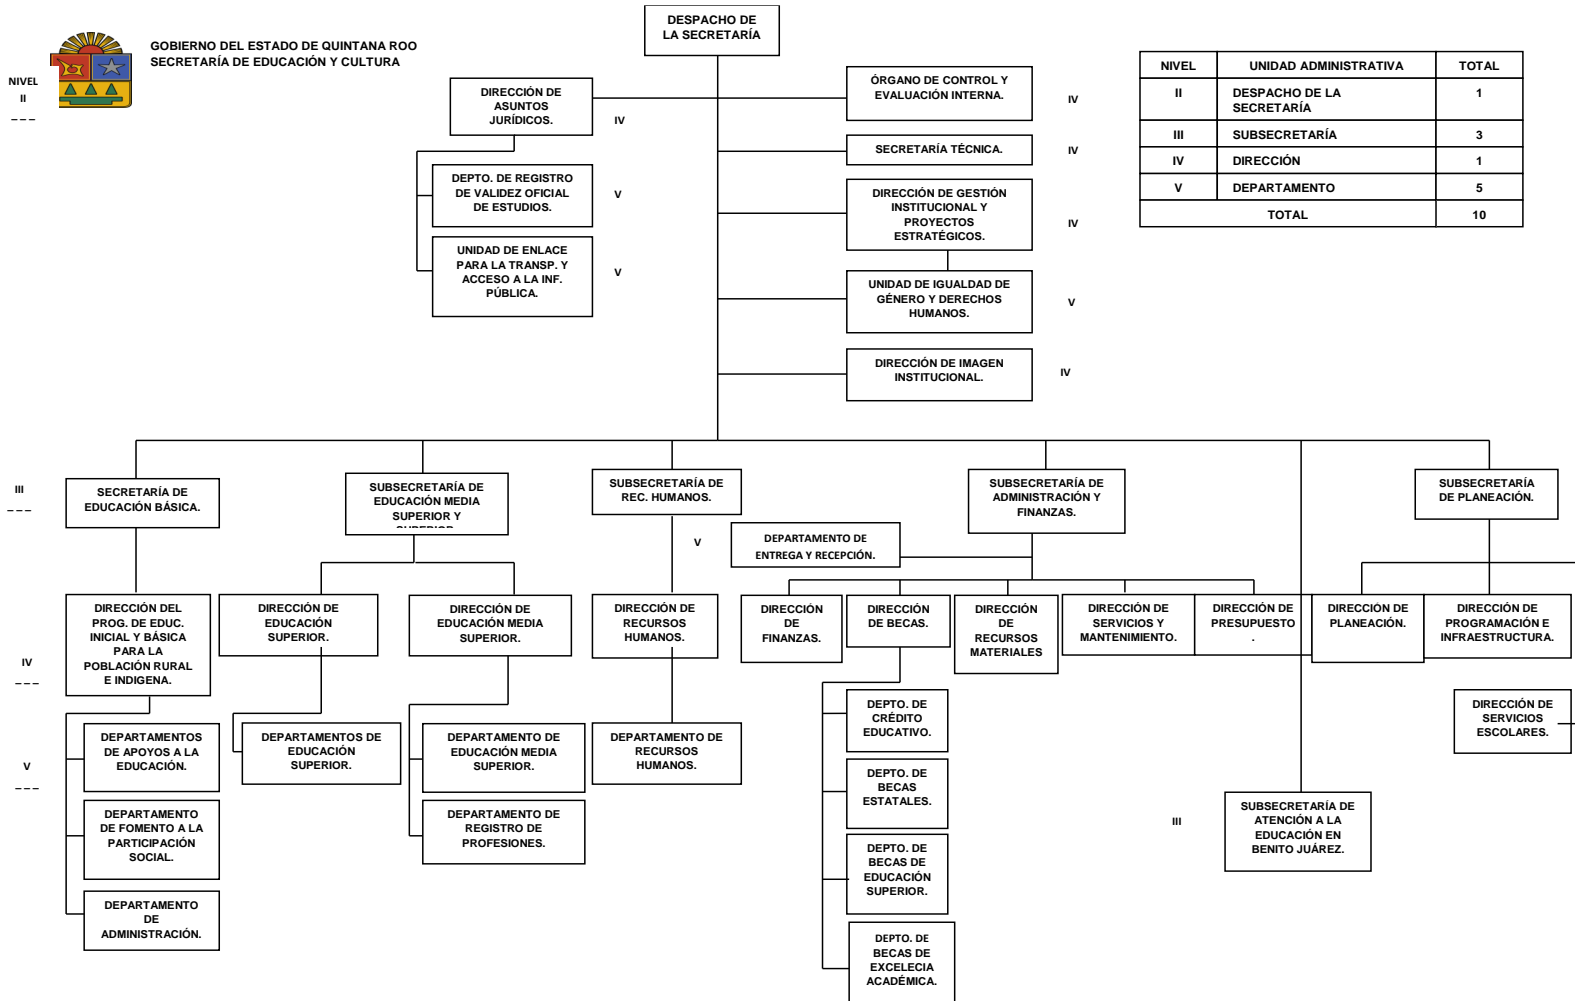 DESPACHO DE
LA SECRETARÍA
GOBIERNO DEL ESTADO DE QUINTANA ROO
SECRETARÍA DE EDUCACIÓN Y CULTURA
NIVEL
II
NIVEL UNIDAD ADMINISTRATIVA TOTAL
II DESPACHO DE LA SECRETARÍA 1
III SUBSECRETARÍA 3
IV DIRECCIÓN 1
V DEPARTAMENTO 5
TOTAL 10
DIRECCIÓN DE
ASUNTOS
JURÍDICOS.
IV
DEPTO. DE REGISTRO
DE VALIDEZ OFICIAL
DE ESTUDIOS.
V
UNIDAD DE ENLACE
PARA LA TRANSP. Y
ACCESO A LA INF.
PÚBLICA.
V
ÓRGANO DE CONTROL Y
EVALUACIÓN INTERNA.
IV
SECRETARÍA TÉCNICA.
IV
DIRECCIÓN DE GESTIÓN
INSTITUCIONAL Y
PROYECTOS
ESTRATÉGICOS.
IV
UNIDAD DE IGUALDAD DE
GÉNERO Y DERECHOS
HUMANOS.
V
DIRECCIÓN DE IMAGEN
INSTITUCIONAL.
IV
III
SECRETARÍA DE
EDUCACIÓN BÁSICA.
SUBSECRETARÍA DE
EDUCACIÓN MEDIA
SUPERIOR Y
SUPERIOR
SUBSECRETARÍA DE
REC. HUMANOS.
SUBSECRETARÍA DE
ADMINISTRACIÓN Y
FINANZAS.
SUBSECRETARÍA
DE PLANEACIÓN.
V
DEPARTAMENTO DE
ENTREGA Y RECEPCIÓN.
IV
DIRECCIÓN DEL
PROG. DE EDUC.
INICIAL Y BÁSICA
PARA LA
POBLACIÓN RURAL
E INDIGENA.
DIRECCIÓN DE
EDUCACIÓN
SUPERIOR.
DIRECCIÓN DE
EDUCACIÓN MEDIA
SUPERIOR.
DIRECCIÓN DE
RECURSOS
HUMANOS.
DIRECCIÓN
DE
FINANZAS.
DIRECCIÓN
DE BECAS.
DIRECCIÓN
DE
RECURSOS
MATERIALES
DIRECCIÓN DE
SERVICIOS Y
MANTENIMIENTO.
DIRECCIÓN DE
PRESUPUESTO
.
DIRECCIÓN DE
PLANEACIÓN.
DIRECCIÓN DE
PROGRAMACIÓN E
INFRAESTRUCTURA.
V
DEPARTAMENTOS
DE APOYOS A LA
EDUCACIÓN.
DEPARTAMENTOS DE
EDUCACIÓN
SUPERIOR.
DEPARTAMENTO DE
EDUCACIÓN MEDIA
SUPERIOR.
DEPARTAMENTO DE
RECURSOS
HUMANOS.
DEPTO. DE
CRÉDITO
EDUCATIVO.
DIRECCIÓN DE
SERVICIOS
ESCOLARES.
DEPARTAMENTO
DE FOMENTO A LA
PARTICIPACIÓN
SOCIAL.
DEPARTAMENTO DE
REGISTRO DE
PROFESIONES.
DEPTO. DE
BECAS
ESTATALES.
III
SUBSECRETARÍA DE
ATENCIÓN A LA
EDUCACIÓN EN
BENITO JUÁREZ.
DEPARTAMENTO
DE
ADMINISTRACIÓN.
DEPTO. DE
BECAS DE
EDUCACIÓN
SUPERIOR.
DEPTO. DE
BECAS DE
EXCELECIA
ACADÉMICA.